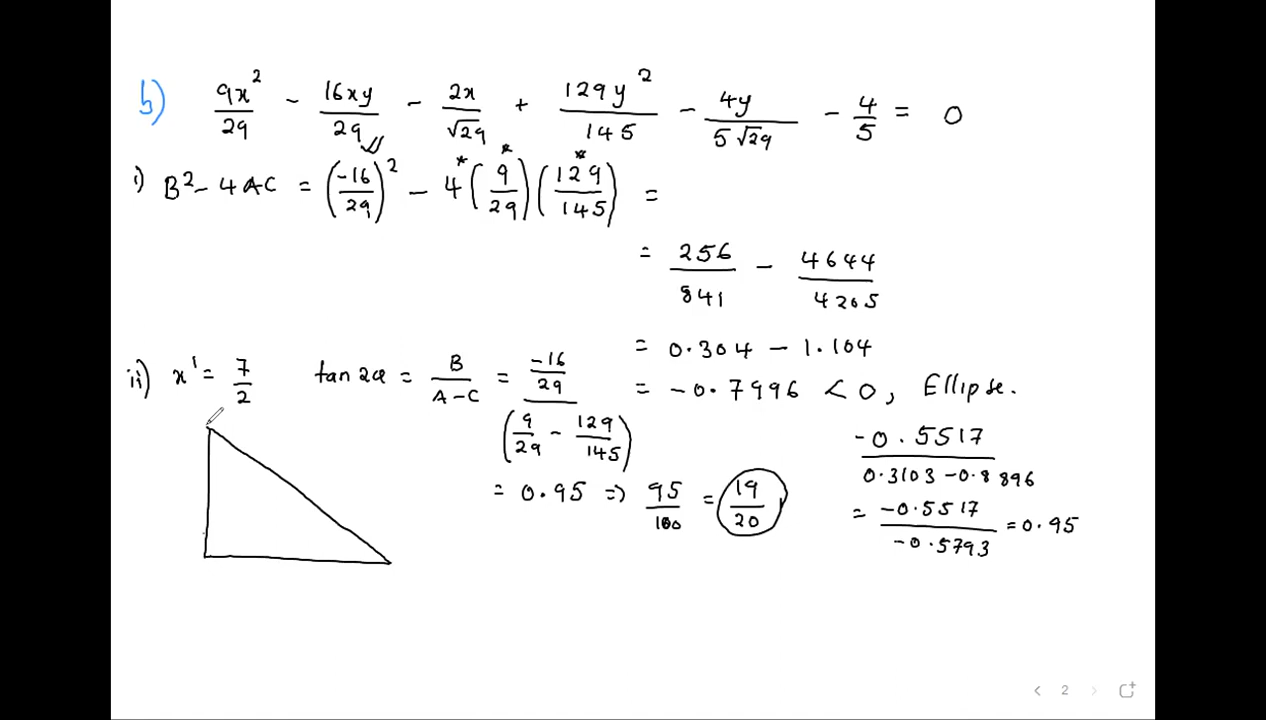 b) 9x²/29 - 16xy/29 - 2x/√29 + 129y²/145 - 4y/5√29 - 4/5 = 0
i) B² - 4AC = (-16/29)² - 4*(9/29)*(129/145)* =
= 256/841 - 4644/4205
= 0.304 - 1.104
= -0.7996 < 0, Ellipse.
ii) x' = 7/2 tan 2α = B/(A-C) = (-16/29)/(9/29 - 129/145)
= 0.95 ⇒ 95/100 = 19/20
-0.5517/(0.3103 - 0.8896)
= -0.5517/-0.5793 = 0.95
2